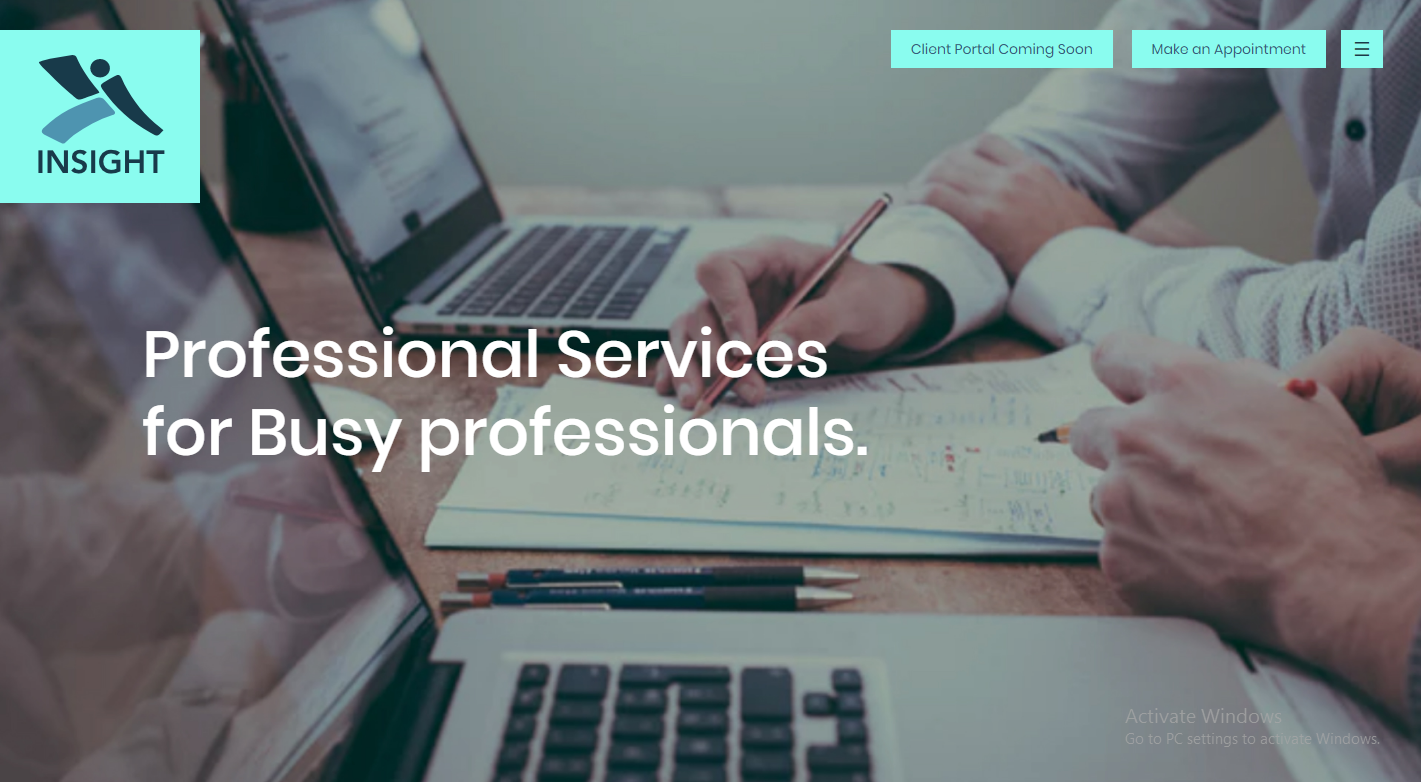 INSIGHT
Client Portal Coming Soon
Make an Appointment
Professional Services
for Busy professionals.
Activate Windows
Go to PC settings to activate Windows.